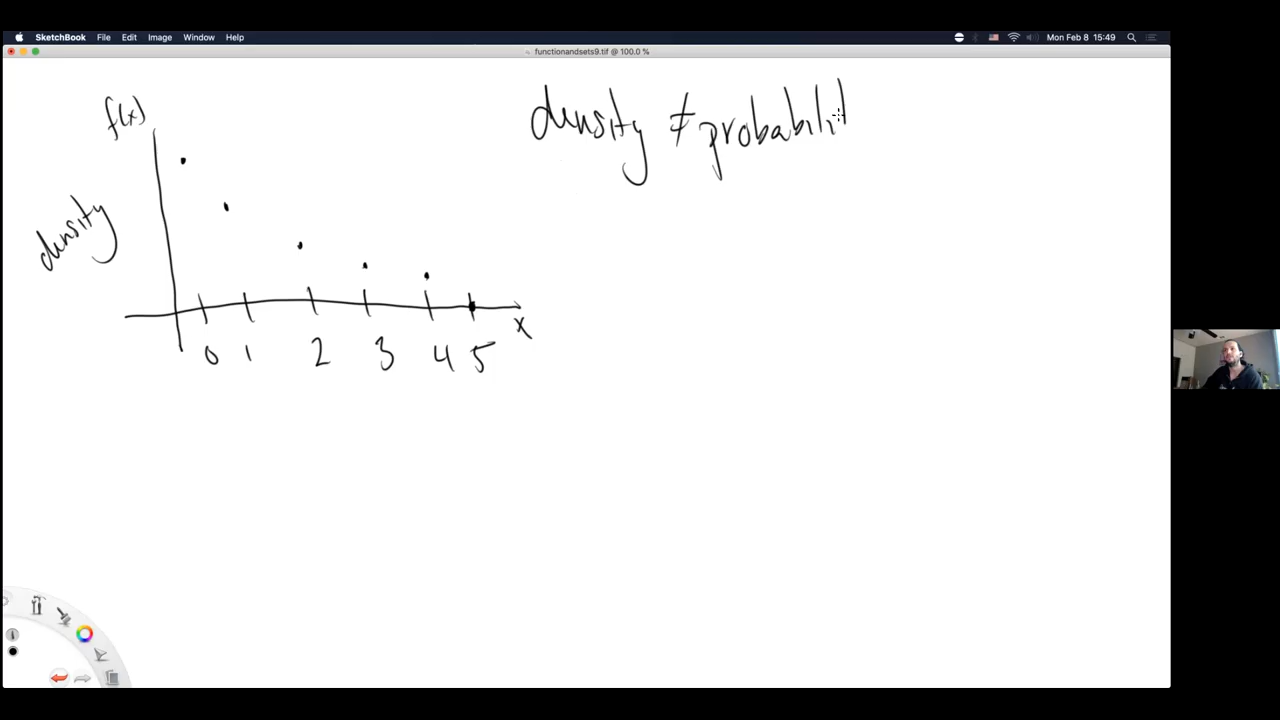 SketchBook File Edit Image Window Help Mon Feb 8 15:49
functionandsets9.tif @ 100.0 %
f(x)
density ≠ probabilit
density
x
0 1 2 3 4 5